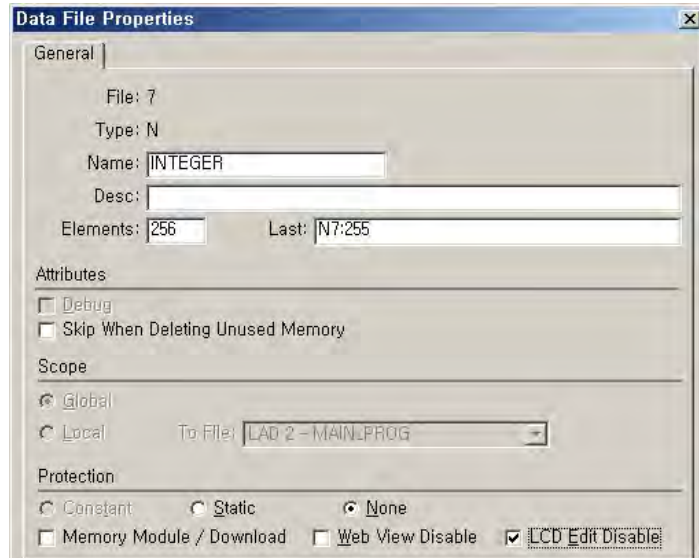 Data File Properties
General
File: 7
Type: N
Name: INTEGER
Desc:
Elements: 256 Last: N7:255
Attributes
Debug
Skip When Deleting Unused Memory
Scope
Global
Local To File: LAD 2 - MAIN_PROG
Protection
Constant Static None
Memory Module / Download Web View Disable LCD Edit Disable